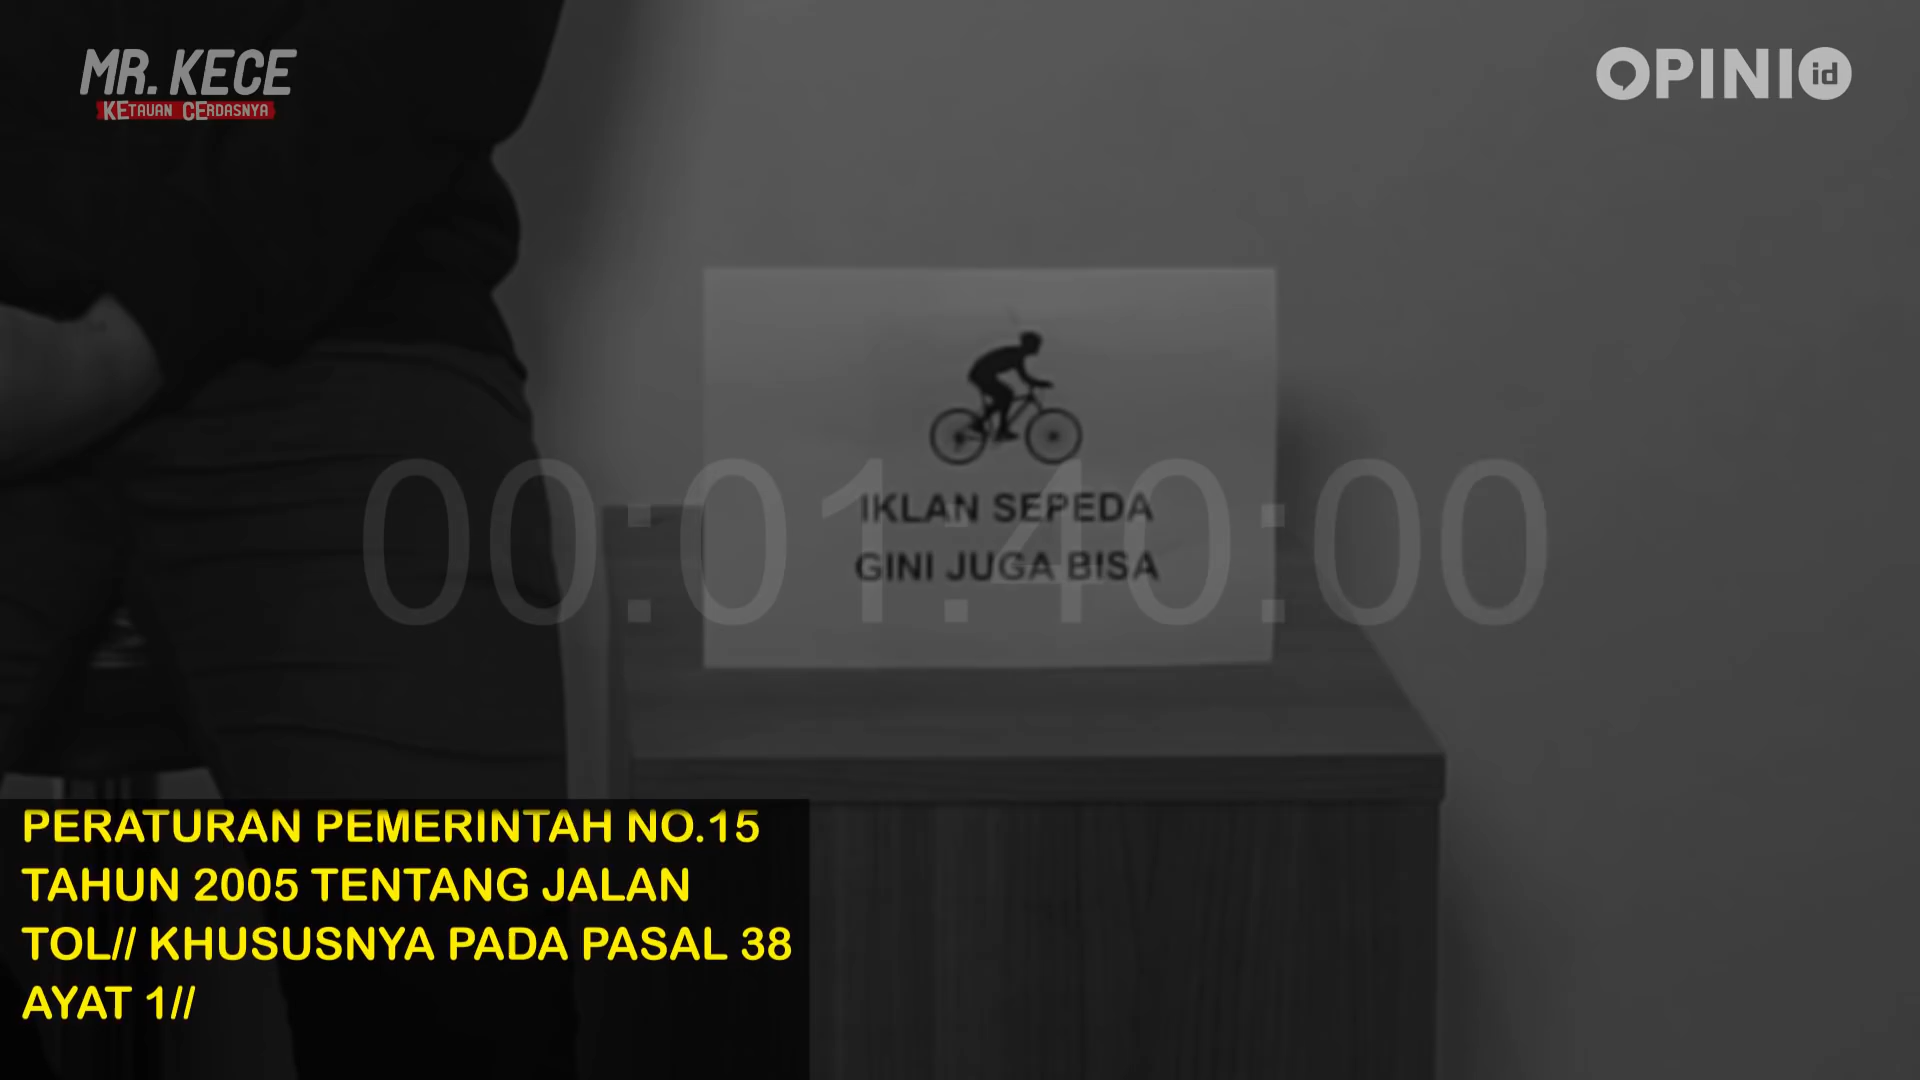 MR. KECE
KETAUAN CERDASNYA
OPINIO id
IKLAN SEPEDA
GINI JUGA BISA
00:01:40:00
PERATURAN PEMERINTAH NO.15
TAHUN 2005 TENTANG JALAN
TOL// KHUSUSNYA PADA PASAL 38
AYAT 1//